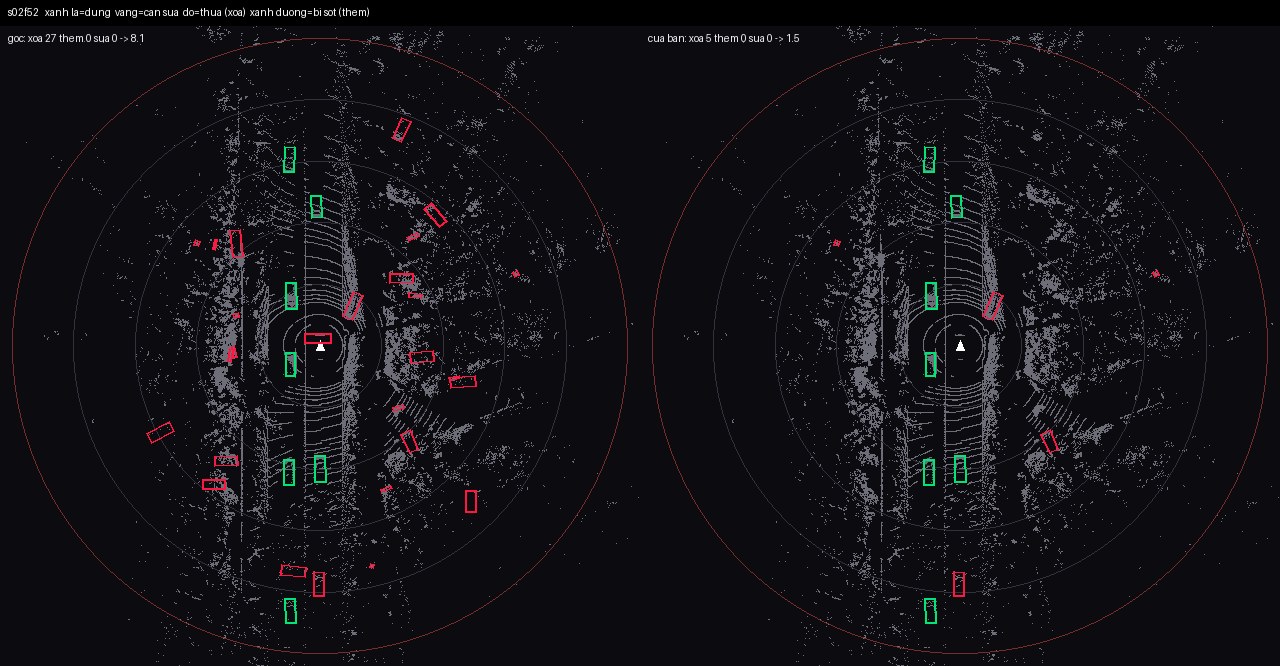 s02f52 xanh la=dung vang=can sua do=thua (xoa) xanh duong=bi sot (them)
goc: xoa 27 them 0 sua 0 -> 8.1
cua ban: xoa 5 them 0 sua 0 -> 1.5